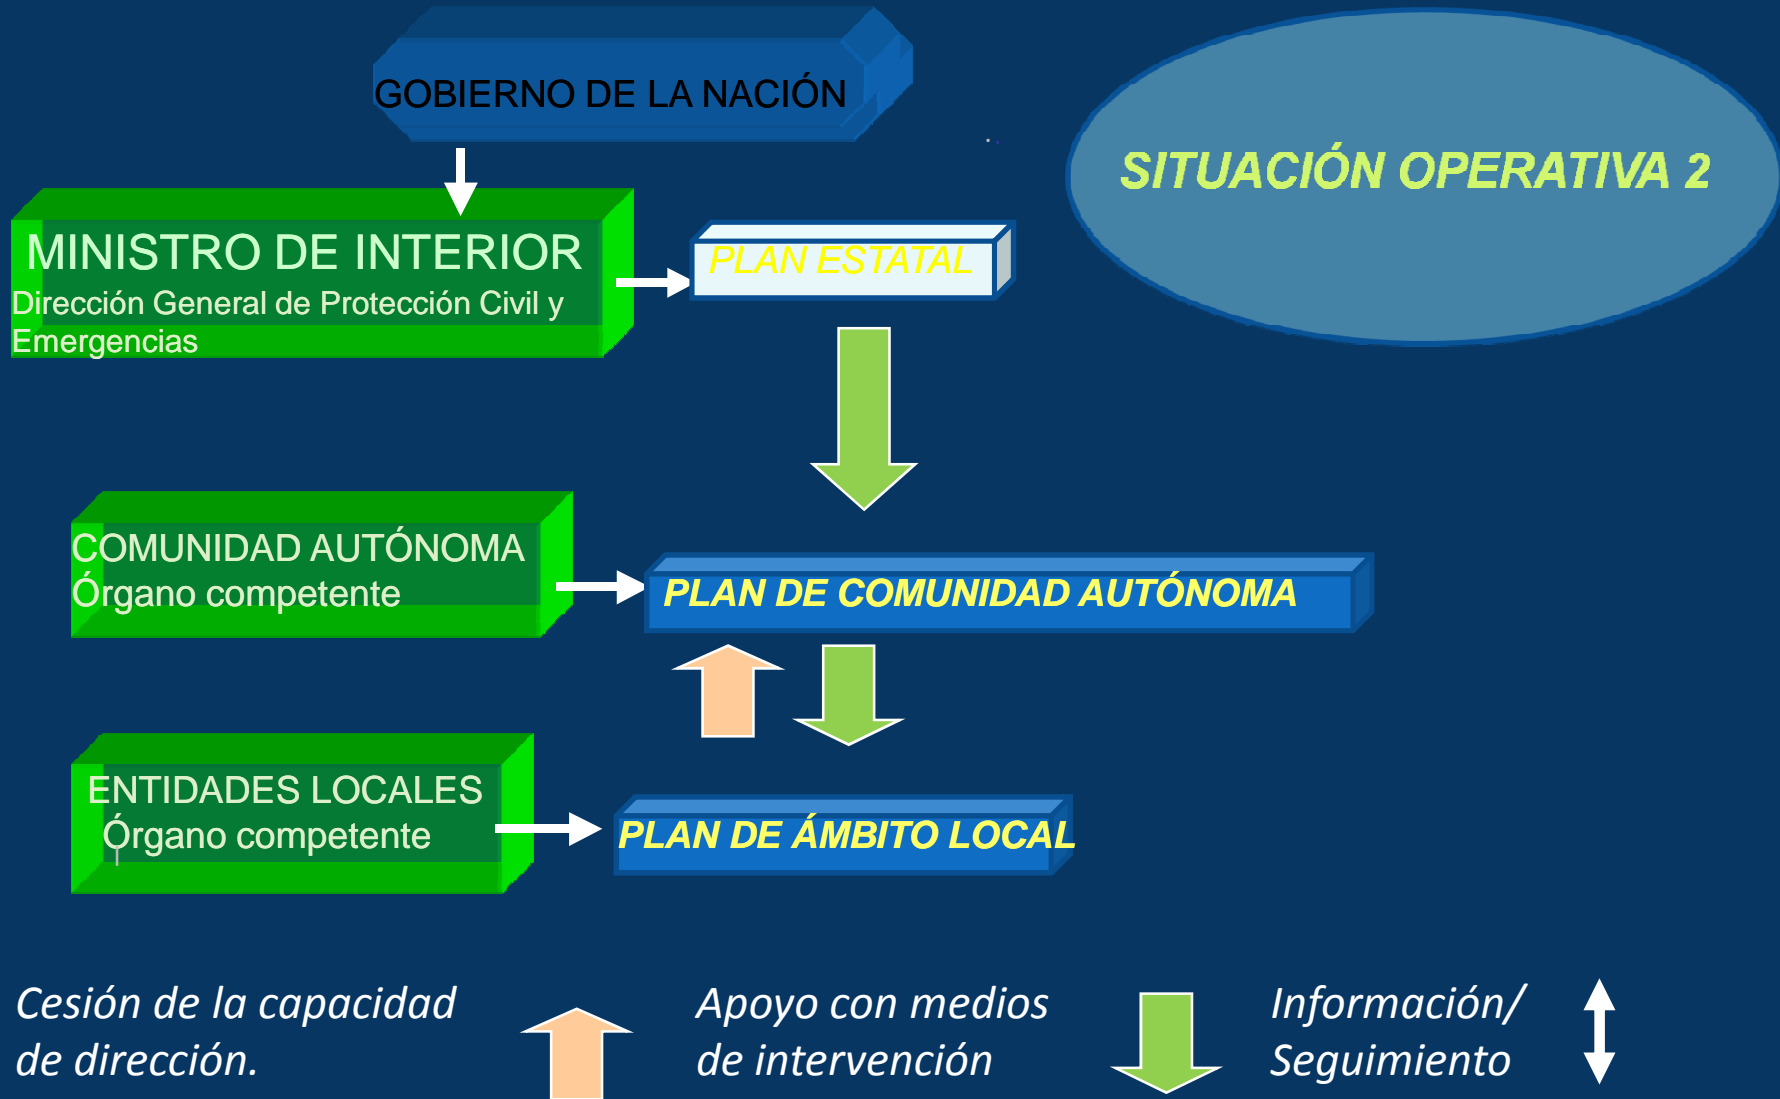 GOBIERNO DE LA NACIÓN
SITUACIÓN OPERATIVA 2
MINISTRO DE INTERIOR
Dirección General de Protección Civil y
Emergencias
PLAN ESTATAL
COMUNIDAD AUTÓNOMA
Órgano competente
PLAN DE COMUNIDAD AUTÓNOMA
ENTIDADES LOCALES
Órgano competente
PLAN DE ÁMBITO LOCAL
Cesión de la capacidad
de dirección.
Apoyo con medios
de intervención
Información/
Seguimiento